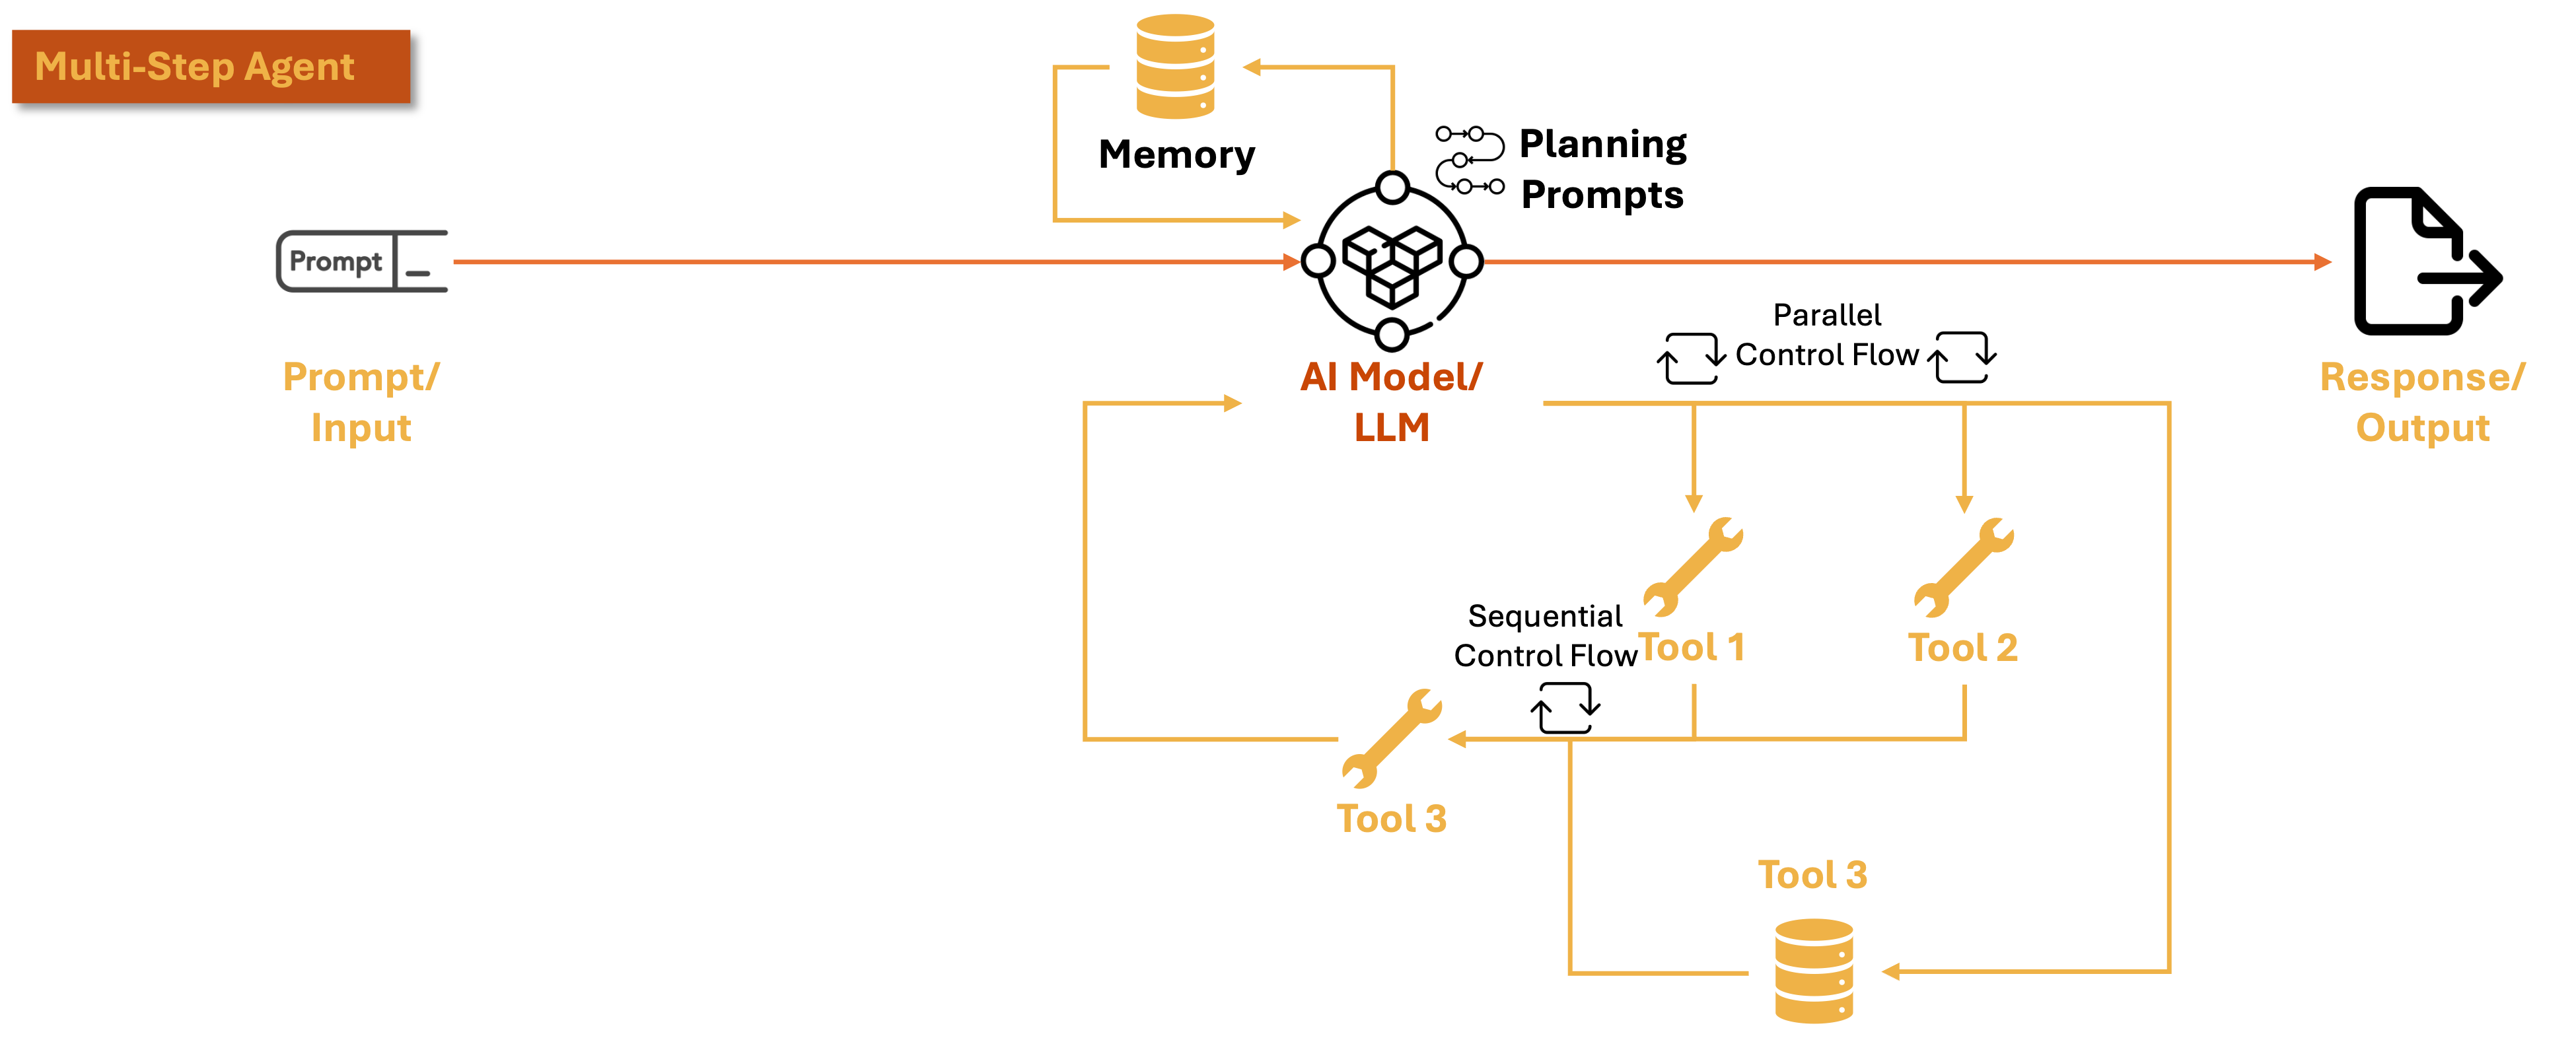 Multi-Step Agent
Memory
Planning
Prompts
Prompt
Prompt/
Input
AI Model/
LLM
Parallel
Control Flow
Response/
Output
Sequential
Control Flow
Tool 1
Tool 2
Tool 3
Tool 3